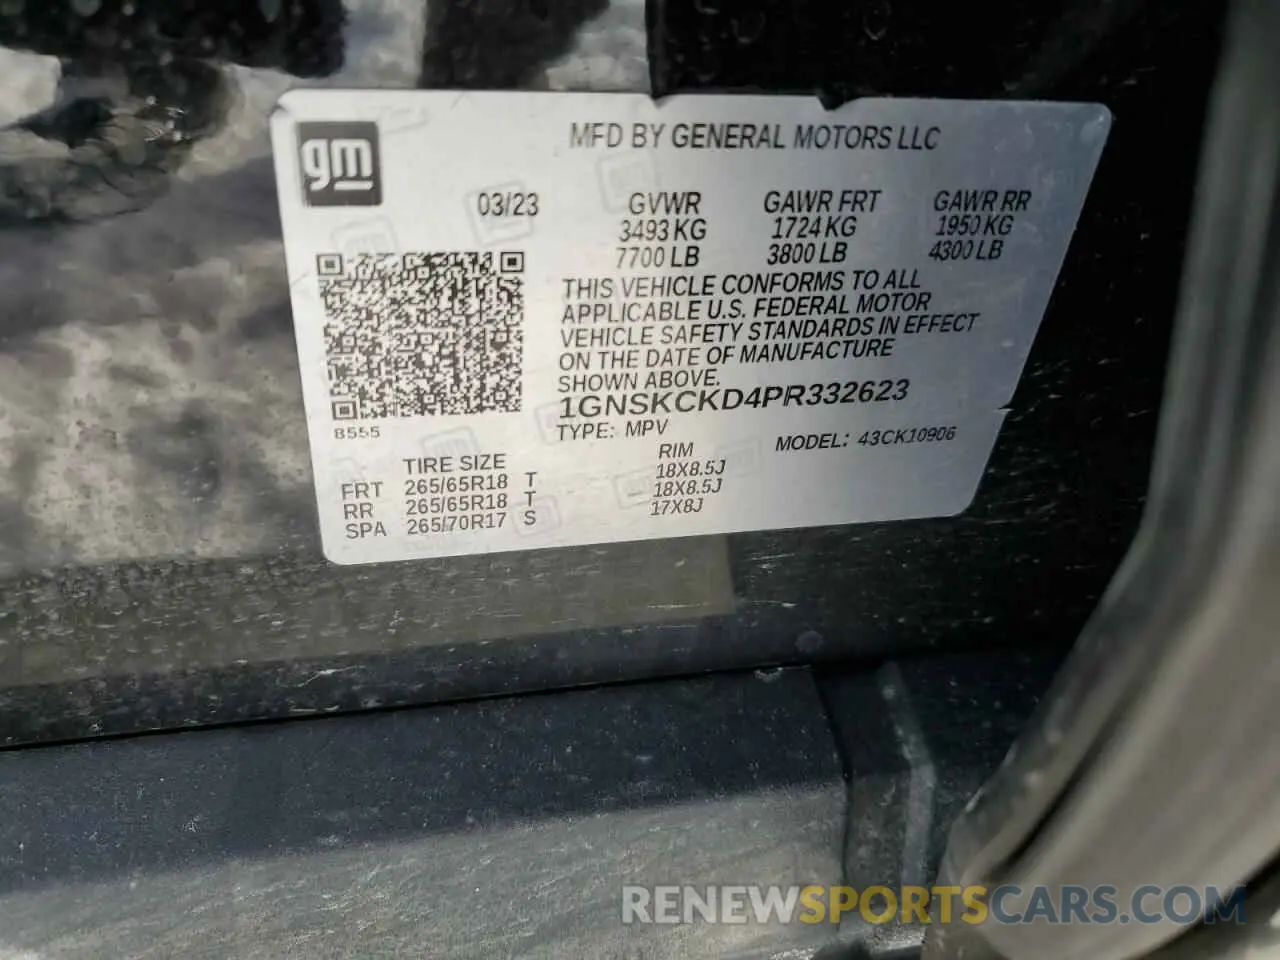 gm
MFD BY GENERAL MOTORS LLC
03/23 GVWR GAWR FRT GAWR RR
3493 KG 1724 KG 1950 KG
7700 LB 3800 LB 4300 LB
THIS VEHICLE CONFORMS TO ALL
APPLICABLE U.S. FEDERAL MOTOR
VEHICLE SAFETY STANDARDS IN EFFECT
ON THE DATE OF MANUFACTURE
SHOWN ABOVE.
1GNSKCKD4PR332623
8555
TYPE: MPV MODEL: 43CK10906
TIRE SIZE RIM
FRT 265/65R18 T 18X8.5J
RR 265/65R18 T 18X8.5J
SPA 265/70R17 S 17X8J
RENEWSPORTSCARS.COM